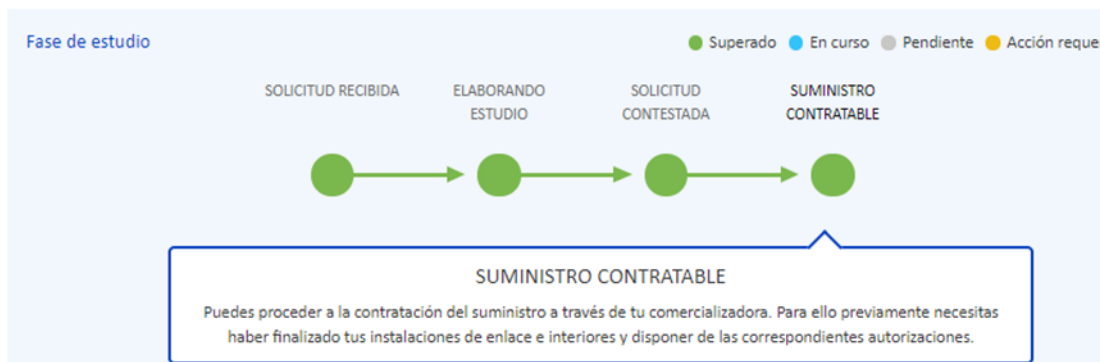 Fase de estudio
Superado En curso Pendiente Acción reque
SOLICITUD RECIBIDA
ELABORANDO
ESTUDIO
SOLICITUD
CONTESTADA
SUMINISTRO
CONTRATABLE
SUMINISTRO CONTRATABLE
Puedes proceder a la contratación del suministro a través de tu comercializadora. Para ello previamente necesitas
haber finalizado tus instalaciones de enlace e interiores y disponer de las correspondientes autorizaciones.